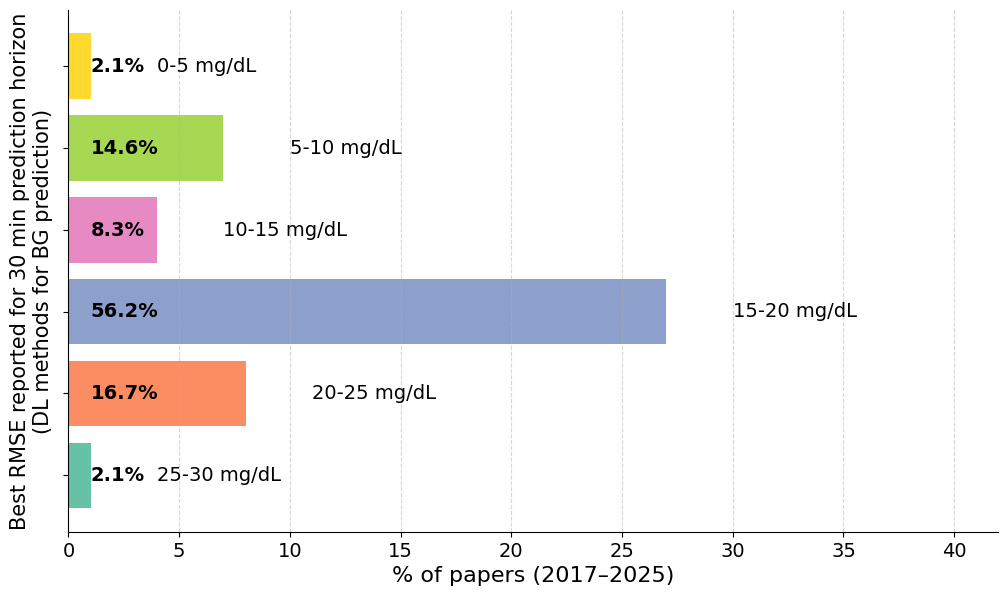 Best RMSE reported for 30 min prediction horizon
(DL methods for BG prediction)
2.1% 0-5 mg/dL
14.6% 5-10 mg/dL
8.3% 10-15 mg/dL
56.2% 15-20 mg/dL
16.7% 20-25 mg/dL
2.1% 25-30 mg/dL
0 5 10 15 20 25 30 35 40
% of papers (2017–2025)